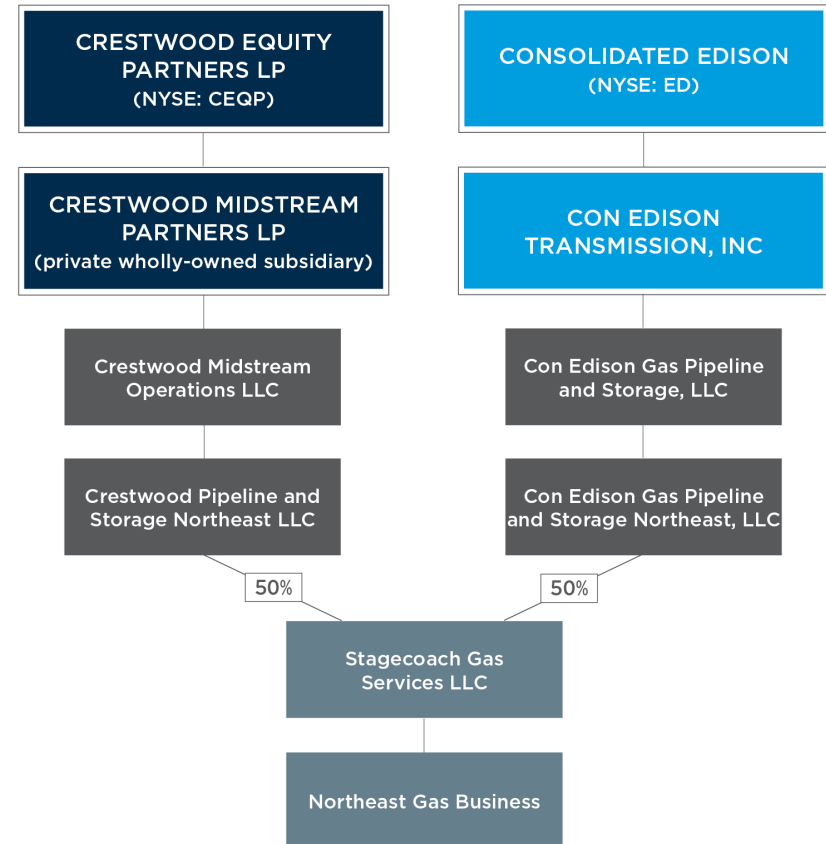 CRESTWOOD EQUITY
PARTNERS LP
(NYSE: CEQP)
CONSOLIDATED EDISON
(NYSE: ED)
CRESTWOOD MIDSTREAM
PARTNERS LP
(private wholly-owned subsidiary)
CON EDISON
TRANSMISSION, INC
Crestwood Midstream
Operations LLC
Con Edison Gas Pipeline
and Storage, LLC
Crestwood Pipeline and
Storage Northeast LLC
Con Edison Gas Pipeline
and Storage Northeast, LLC
50%
50%
Stagecoach Gas
Services LLC
Northeast Gas Business